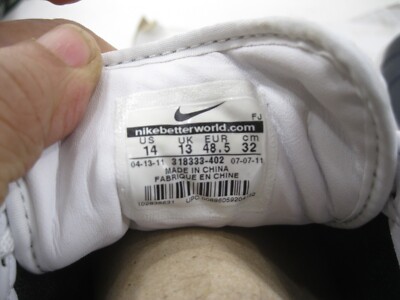 FJ
nikebetterworld.com
US UK EUR cm
14 13 48.5 32
04-13-11 318333-402 07-07-11
MADE IN CHINA
FABRIQUE EN CHINE